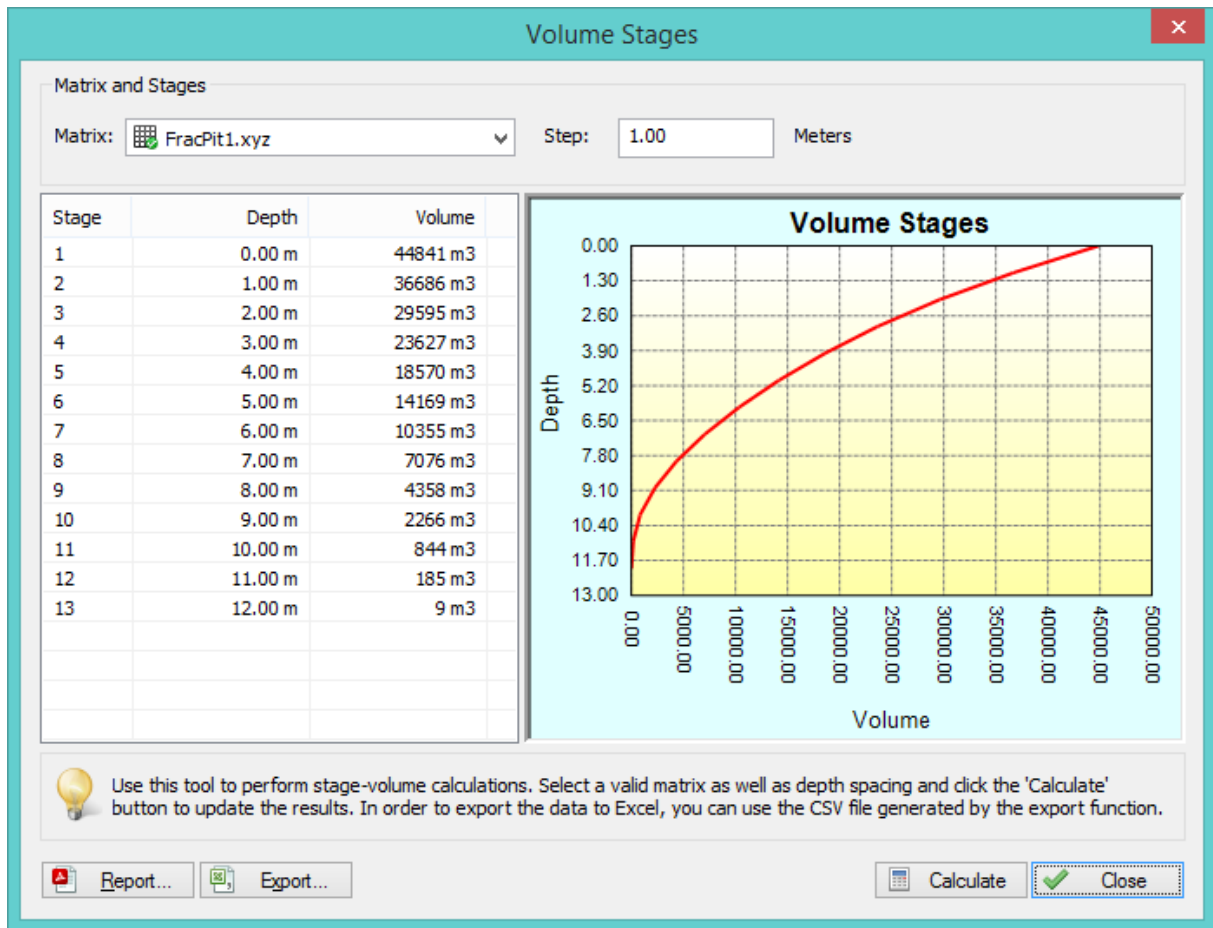 Volume Stages
Matrix and Stages
Matrix: FracPit1.xyz Step: 1.00 Meters
Stage Depth Volume
1 0.00 m 44841 m3
2 1.00 m 36686 m3
3 2.00 m 29595 m3
4 3.00 m 23627 m3
5 4.00 m 18570 m3
6 5.00 m 14169 m3
7 6.00 m 10355 m3
8 7.00 m 7076 m3
9 8.00 m 4358 m3
10 9.00 m 2266 m3
11 10.00 m 844 m3
12 11.00 m 185 m3
13 12.00 m 9 m3
Volume Stages
0.00
1.30
2.60
3.90
5.20
6.50
7.80
9.10
10.40
11.70
13.00
Depth
0.00 5000.00 10000.00 15000.00 20000.00 25000.00 30000.00 35000.00 40000.00 45000.00 50000.00
Volume
Use this tool to perform stage-volume calculations. Select a valid matrix as well as depth spacing and click the 'Calculate'
button to update the results. In order to export the data to Excel, you can use the CSV file generated by the export function.
Report... Export... Calculate Close